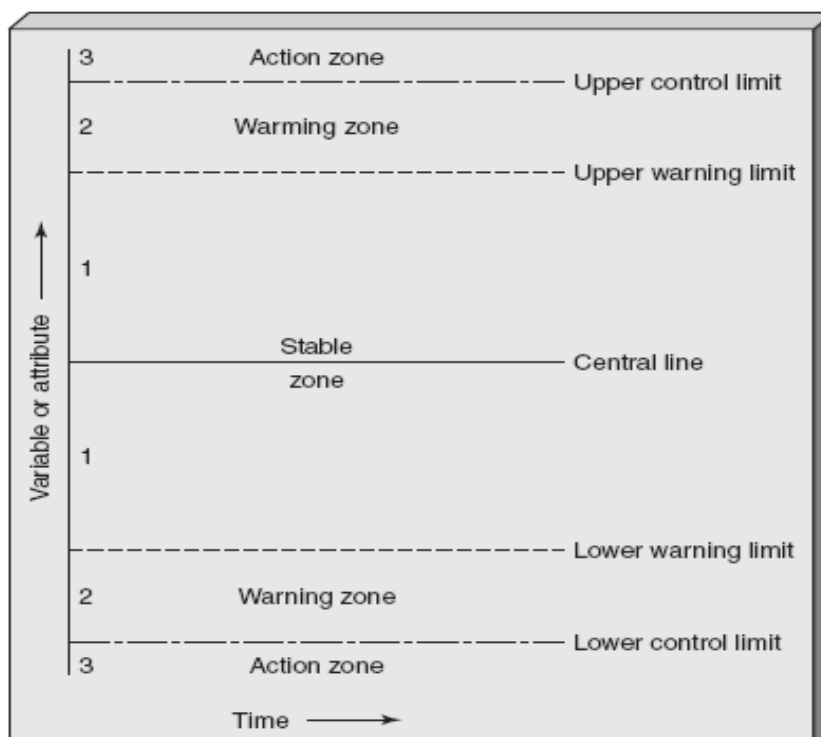 3 Action zone
Upper control limit
2 Warming zone
Upper warning limit
1
Variable or attribute
Stable
zone
Central line
1
Lower warning limit
2 Warning zone
Lower control limit
3 Action zone
Time